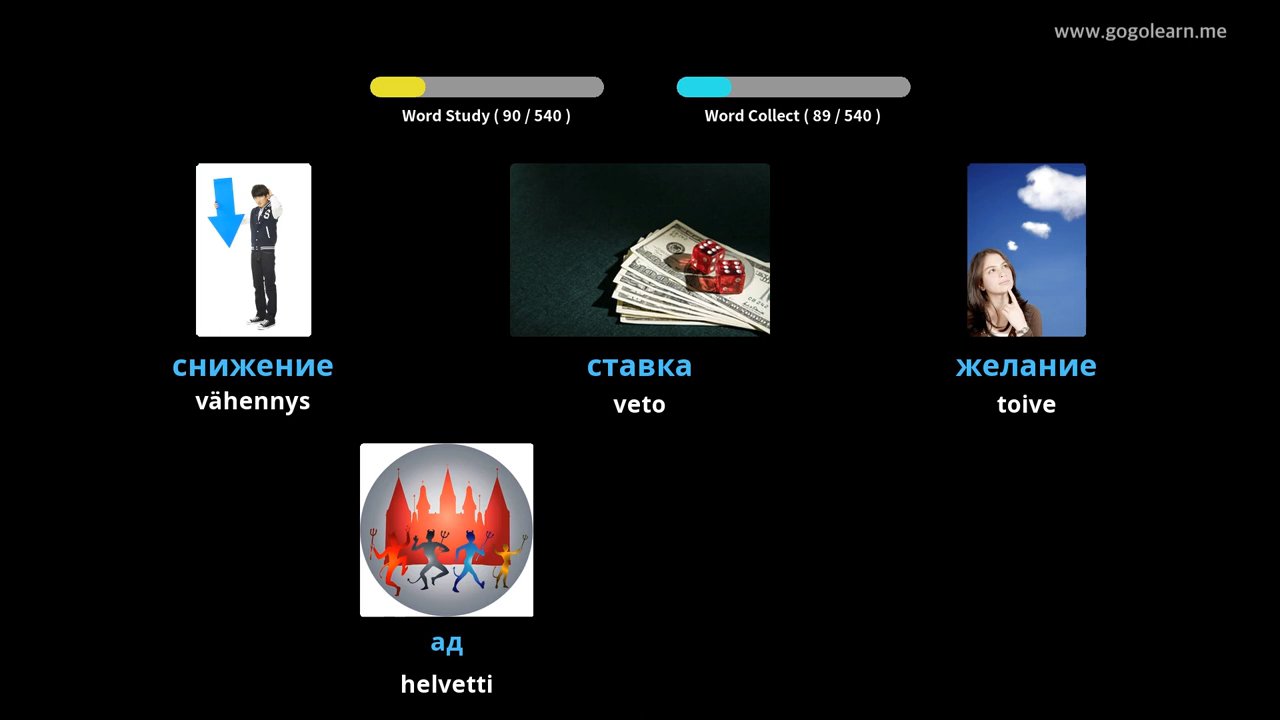 www.gogolearn.me
Word Study ( 90 / 540 )
Word Collect ( 89 / 540 )
снижение
ставка
желание
vähennys
veto
toive
ад
helvetti